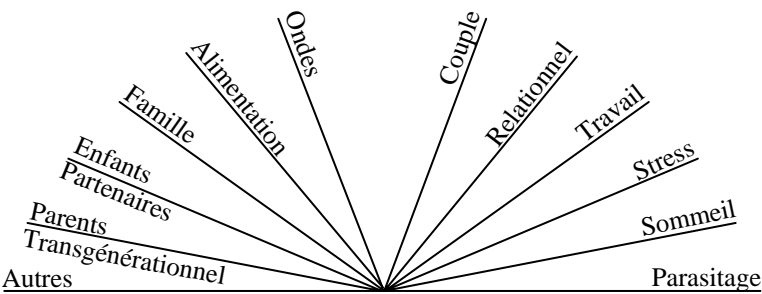 Ondes
Couple
Alimentation
Relationnel
Famille
Travail
Enfants
Partenaires
Stress
Parents
Transgénérationnel
Sommeil
Autres
Parasitage